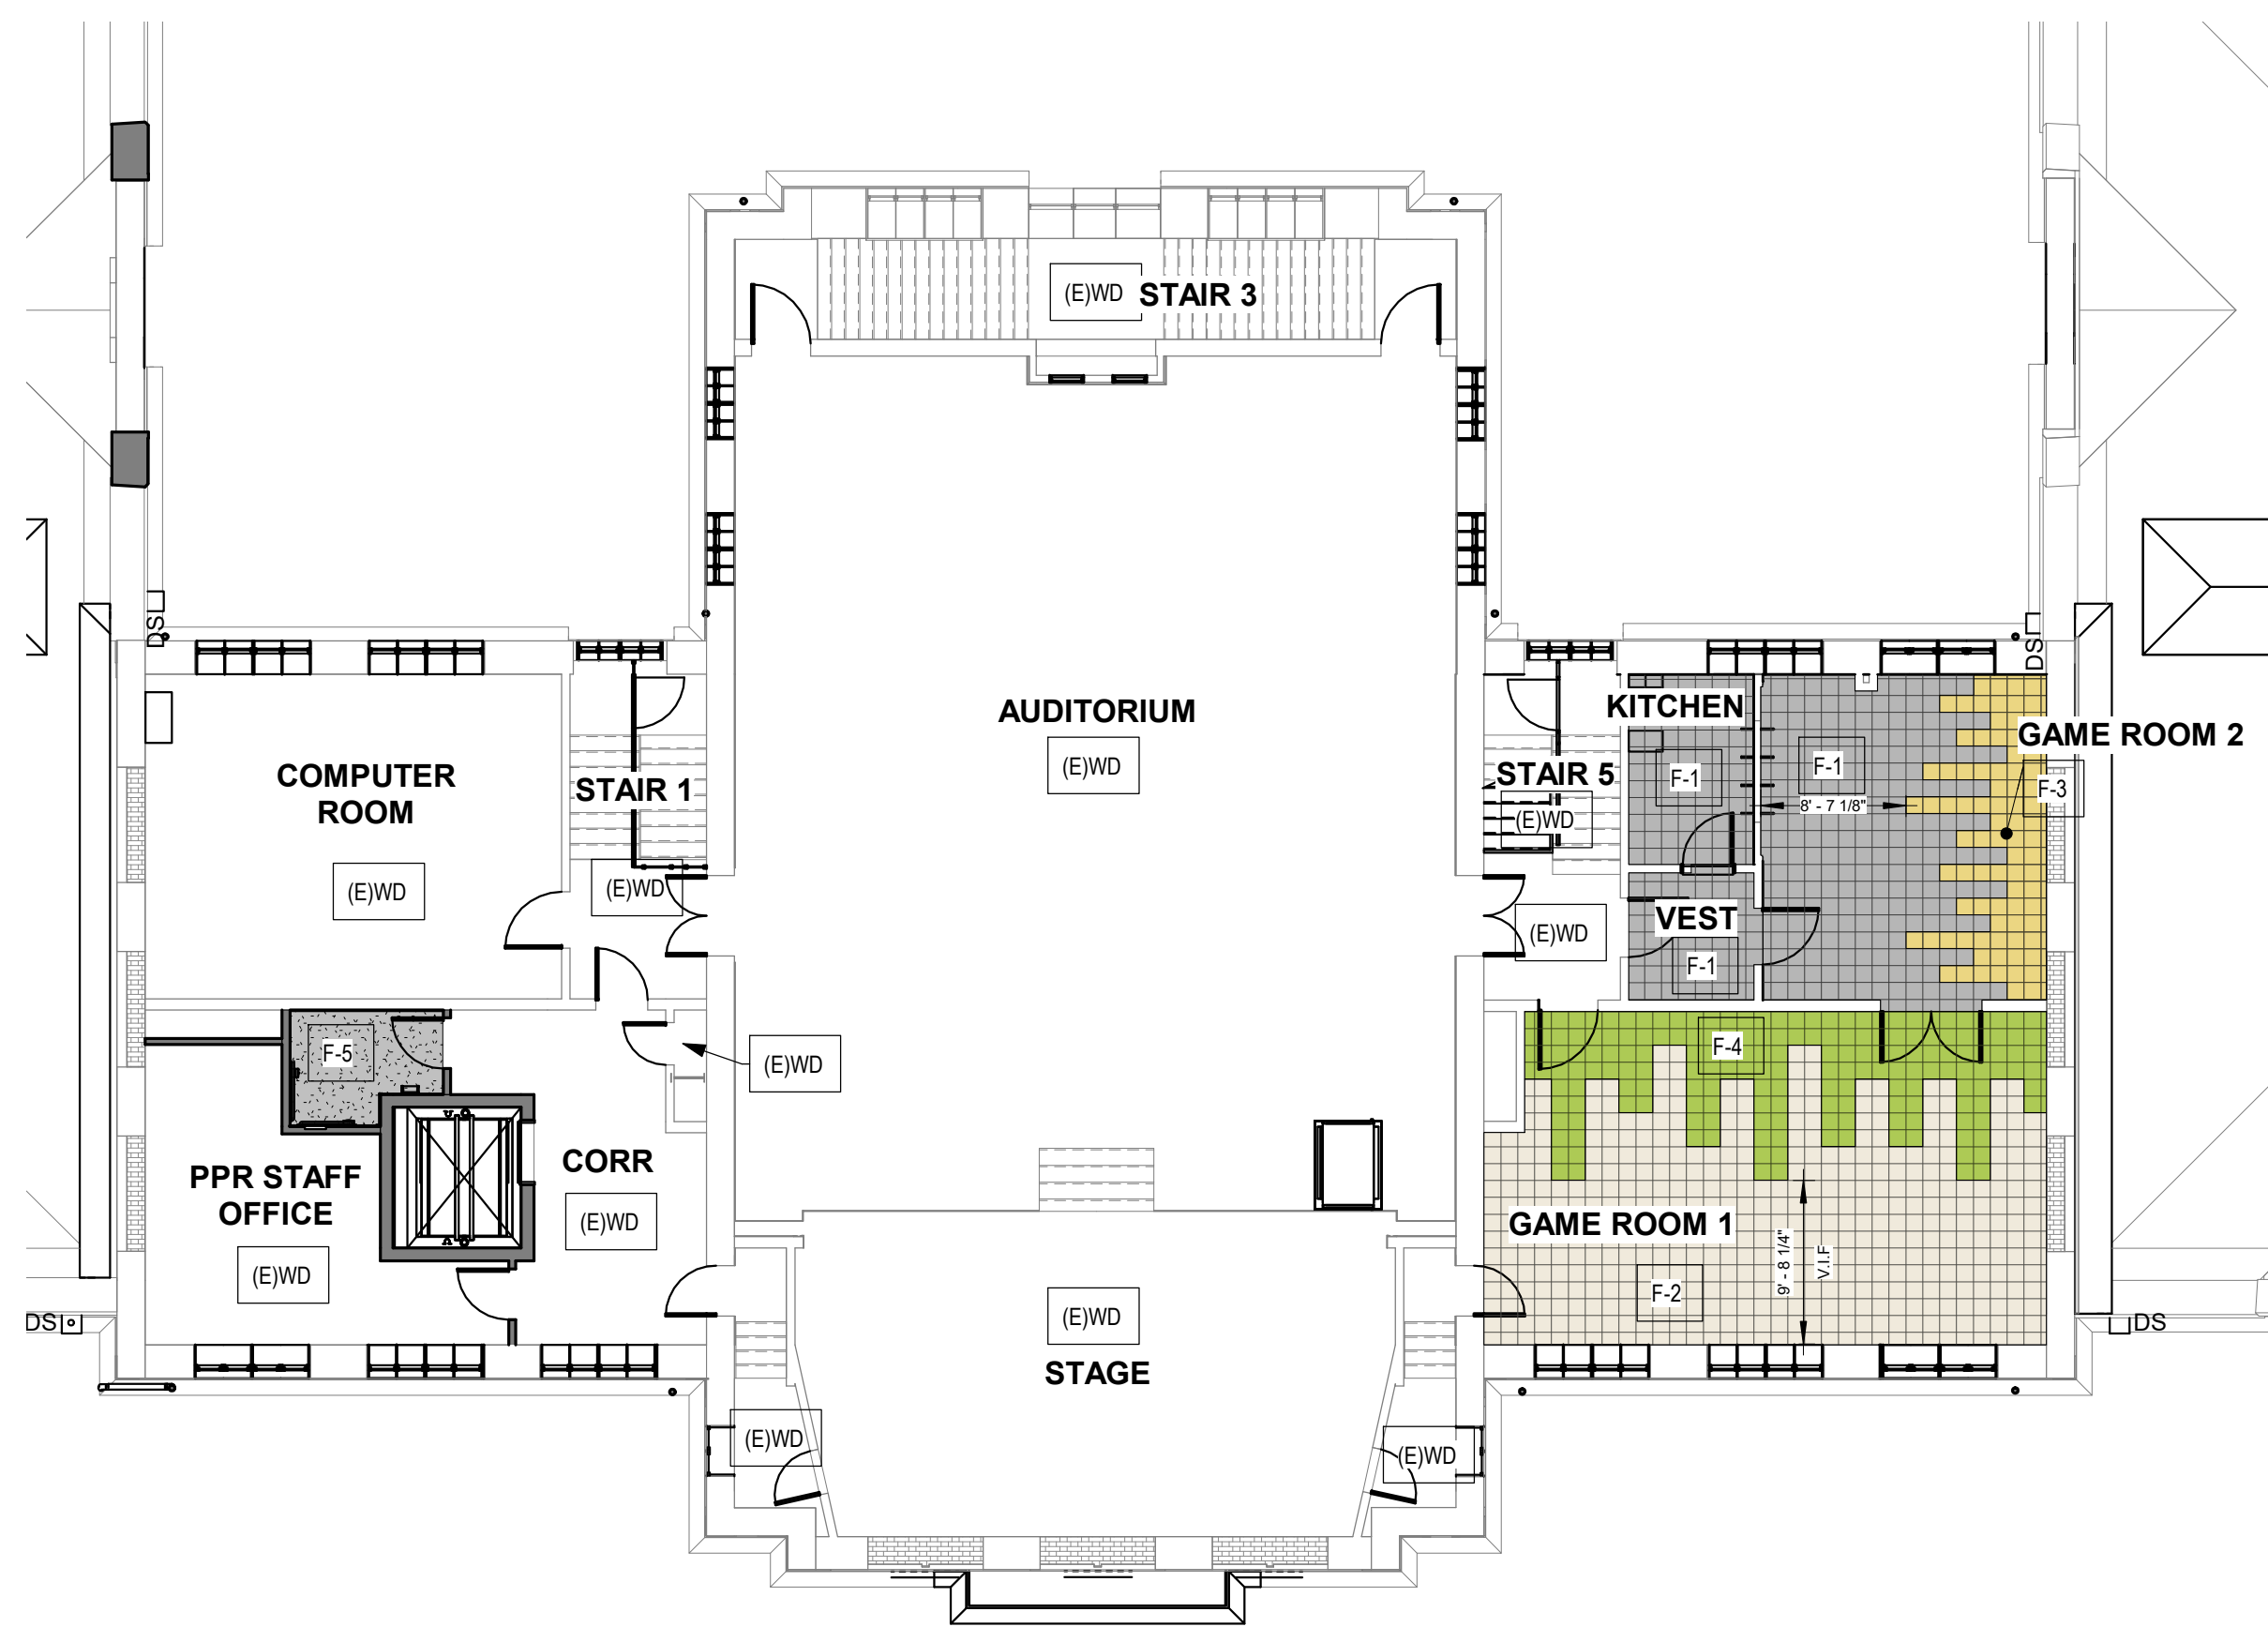 (E)WD
STAIR 3
DS
DS
AUDITORIUM
(E)WD
KITCHEN
GAME ROOM 2
COMPUTER
ROOM
STAIR 1
STAIR 5
F-1
F-1
F-3
8' - 7 1/8"
(E)WD
(E)WD
(E)WD
VEST
(E)WD
F-1
F-5
(E)WD
F-4
CORR
PPR STAFF
OFFICE
(E)WD
GAME ROOM 1
9' - 8 1/4"
V.I.F
(E)WD
F-2
(E)WD
STAGE
DS
DS
(E)WD
(E)WD